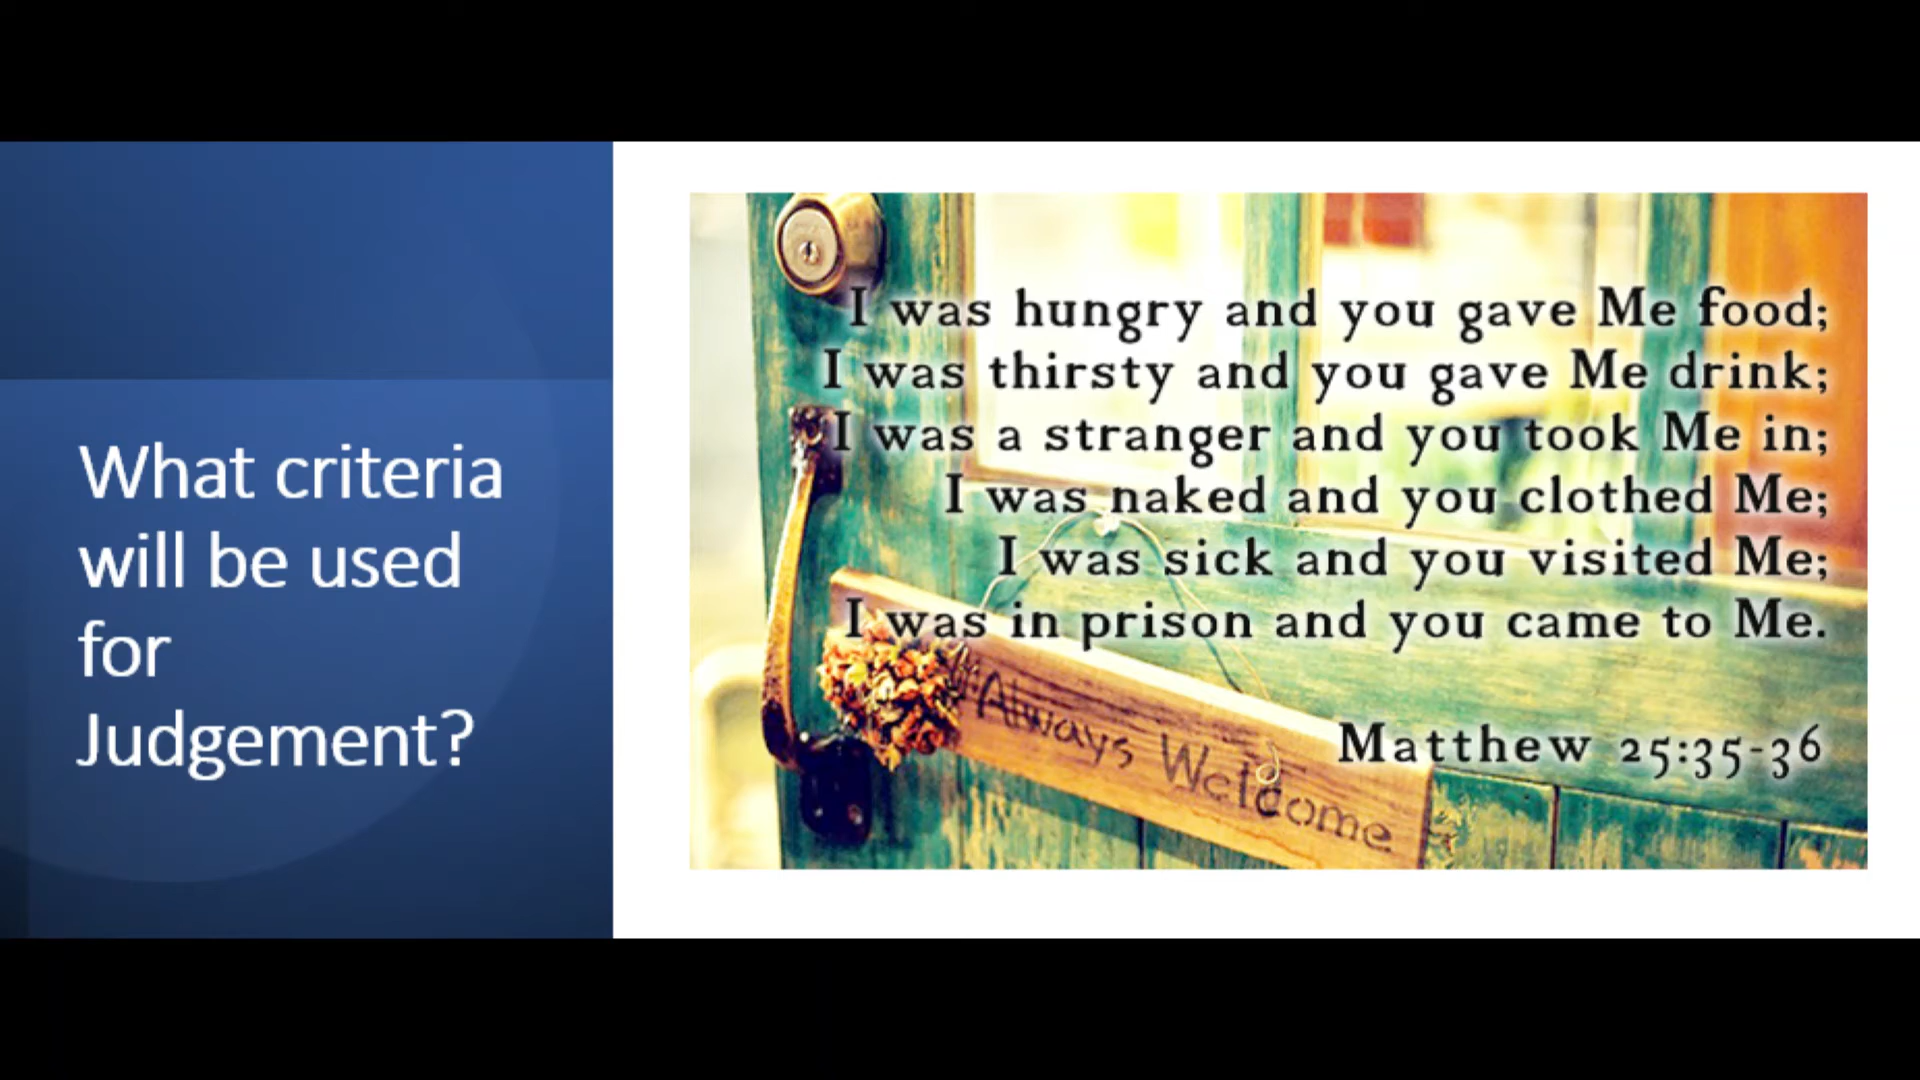 What criteria
will be used
for
Judgement?
I was hungry and you gave Me food;
I was thirsty and you gave Me drink;
I was a stranger and you took Me in;
I was naked and you clothed Me;
I was sick and you visited Me;
I was in prison and you came to Me.
Matthew 25:35-36
Always Welcome